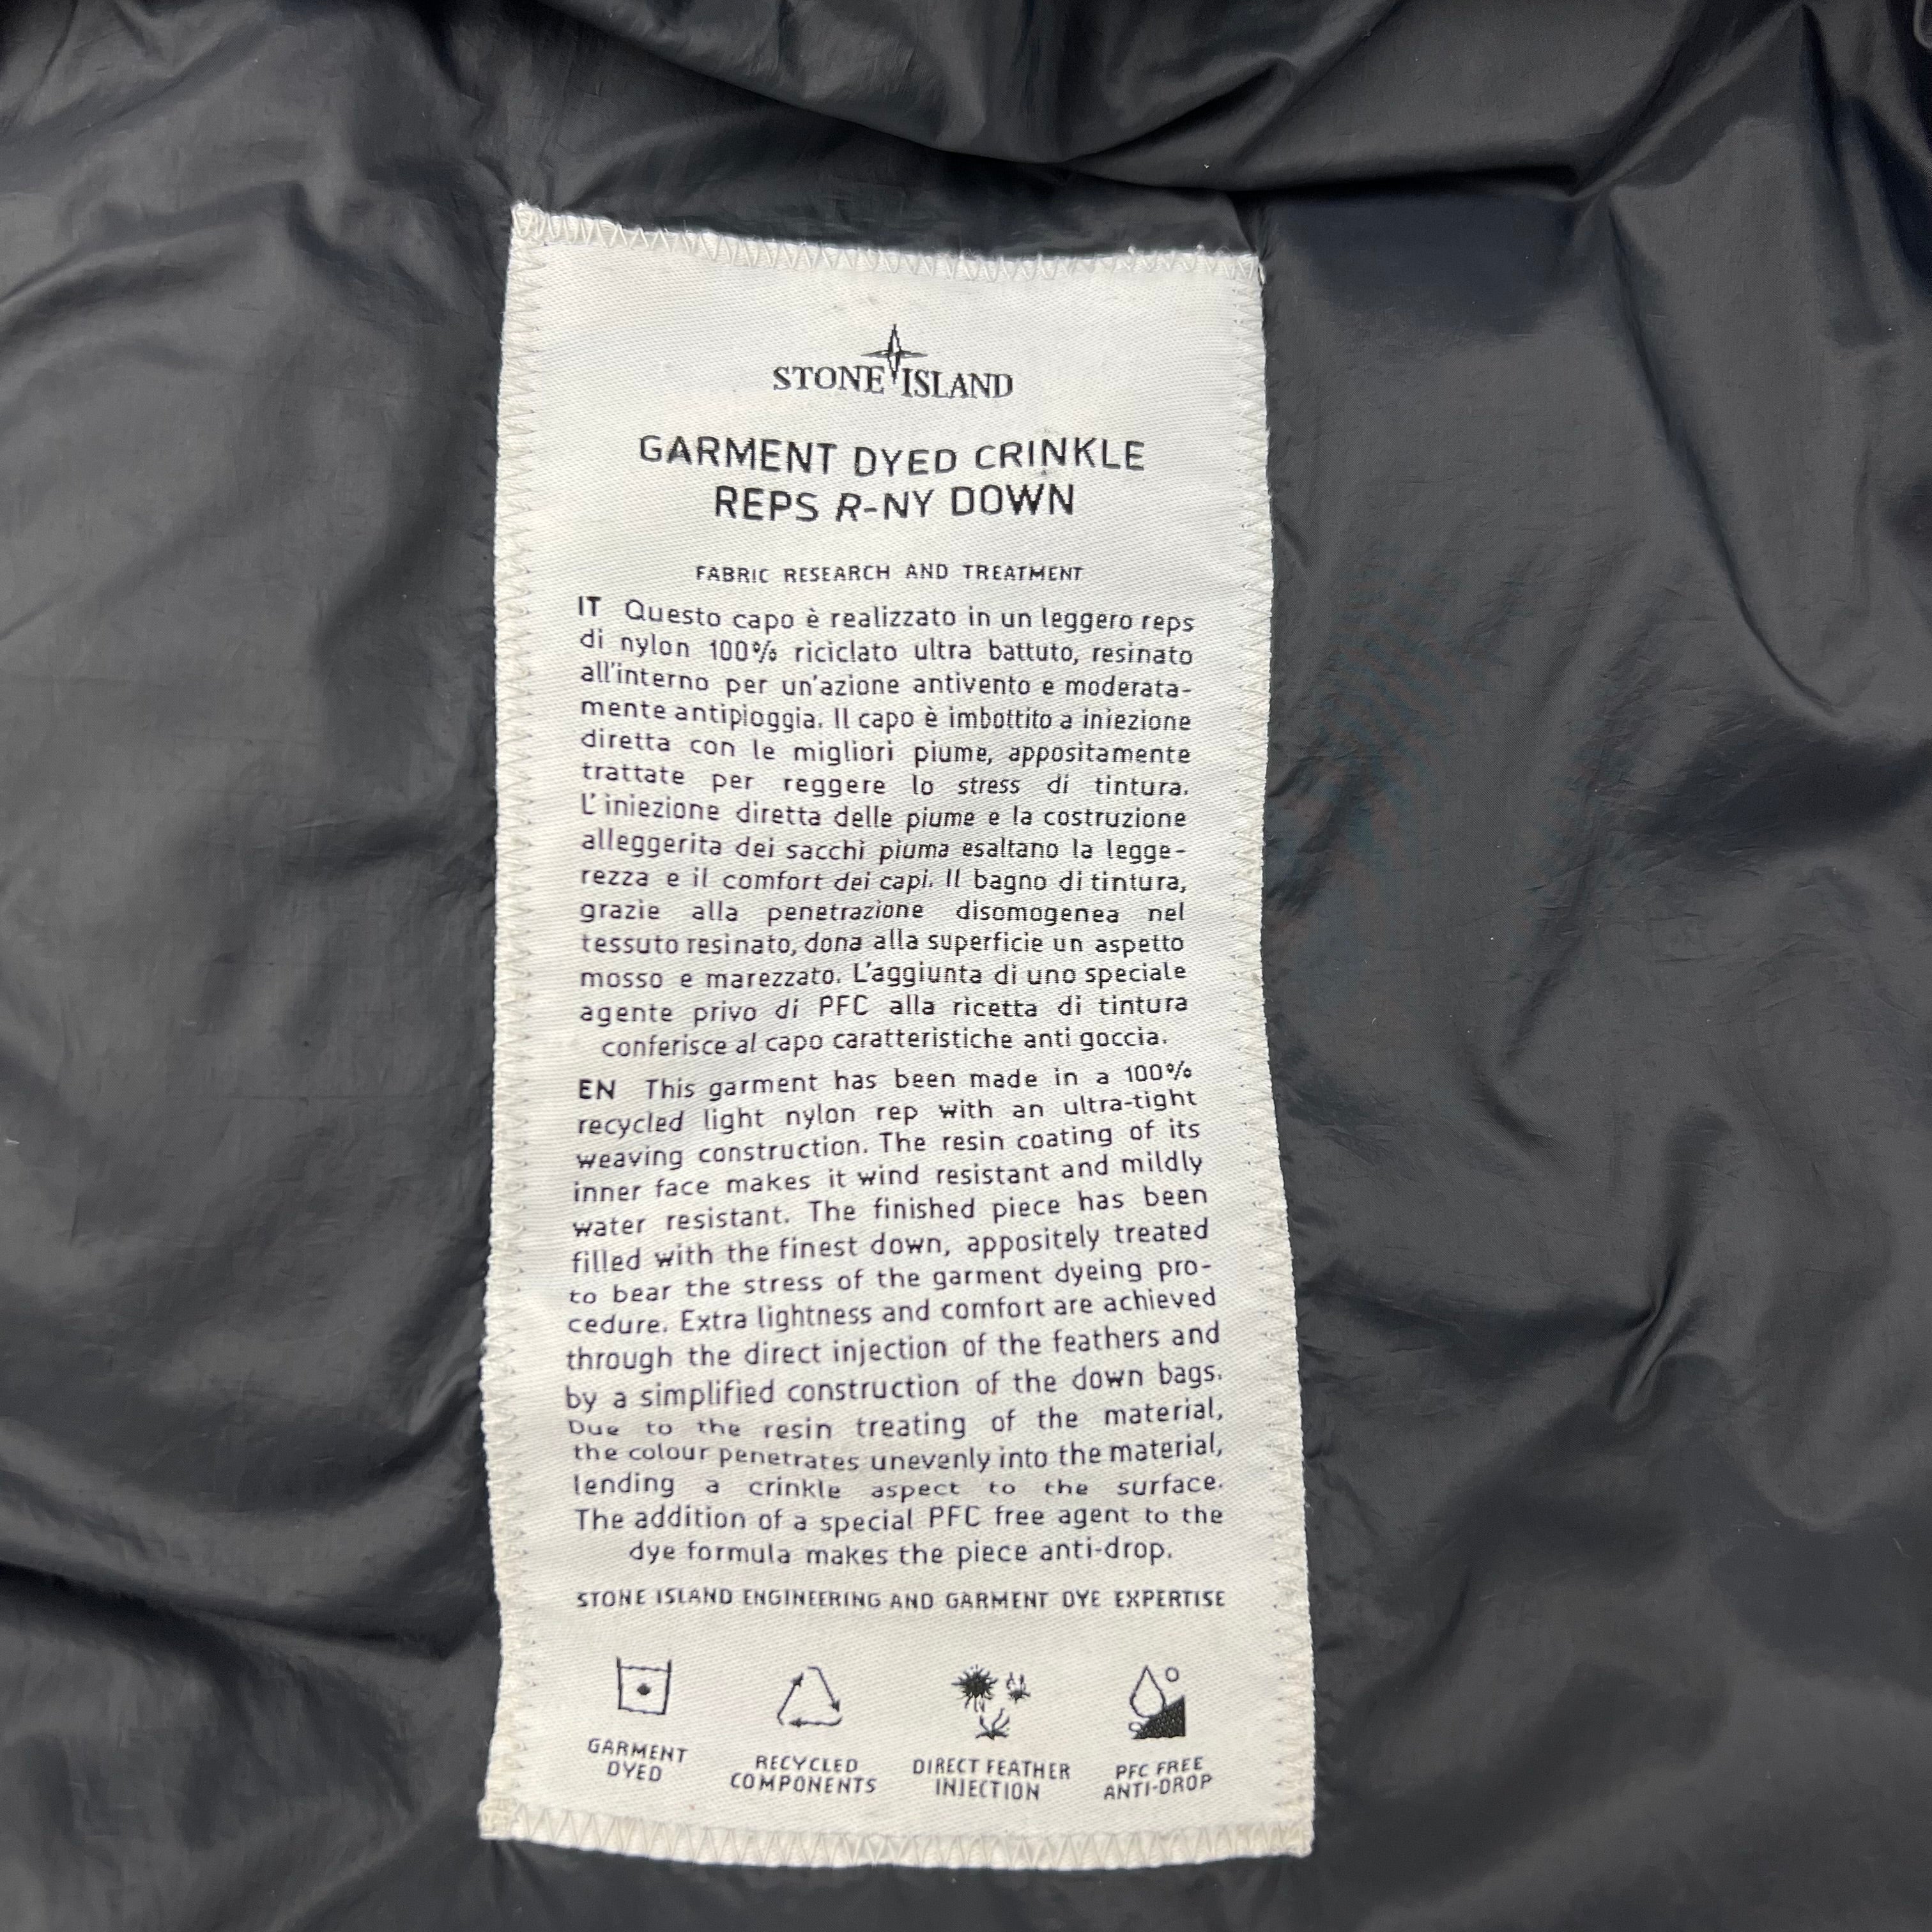 STONE ISLAND
GARMENT DYED CRINKLE
REPS R-NY DOWN
FABRIC RESEARCH AND TREATMENT
IT Questo capo è realizzato in un leggero reps
di nylon 100% riciclato ultra battuto, resinato
all'interno per un'azione antivento e moderata-
mente antipioggia. Il capo è imbottito a iniezione
diretta con le migliori piume, appositamente
trattate per reggere lo stress di tintura.
L'iniezione diretta delle piume e la costruzione
alleggerita dei sacchi piuma esaltano la legge-
rezza e il comfort dei capi. Il bagno di tintura,
grazie alla penetrazione disomogenea nel
tessuto resinato, dona alla superficie un aspetto
mosso e marezzato. L'aggiunta di uno speciale
agente privo di PFC alla ricetta di tintura
conferisce al capo caratteristiche anti goccia.
EN This garment has been made in a 100%
recycled light nylon rep with an ultra-tight
weaving construction. The resin coating of its
inner face makes it wind resistant and mildly
water resistant. The finished piece has been
filled with the finest down, appositely treated
to bear the stress of the garment dyeing pro-
cedure. Extra lightness and comfort are achieved
through the direct injection of the feathers and
by a simplified construction of the down bags.
Due to the resin treating of the material,
the colour penetrates unevenly into the material,
lending a crinkle aspect to the surface.
The addition of a special PFC free agent to the
dye formula makes the piece anti-drop.
STONE ISLAND ENGINEERING AND GARMENT DYE EXPERTISE
GARMENT
DYED
RECYCLED
COMPONENTS
DIRECT FEATHER
INJECTION
PFC FREE
ANTI-DROP